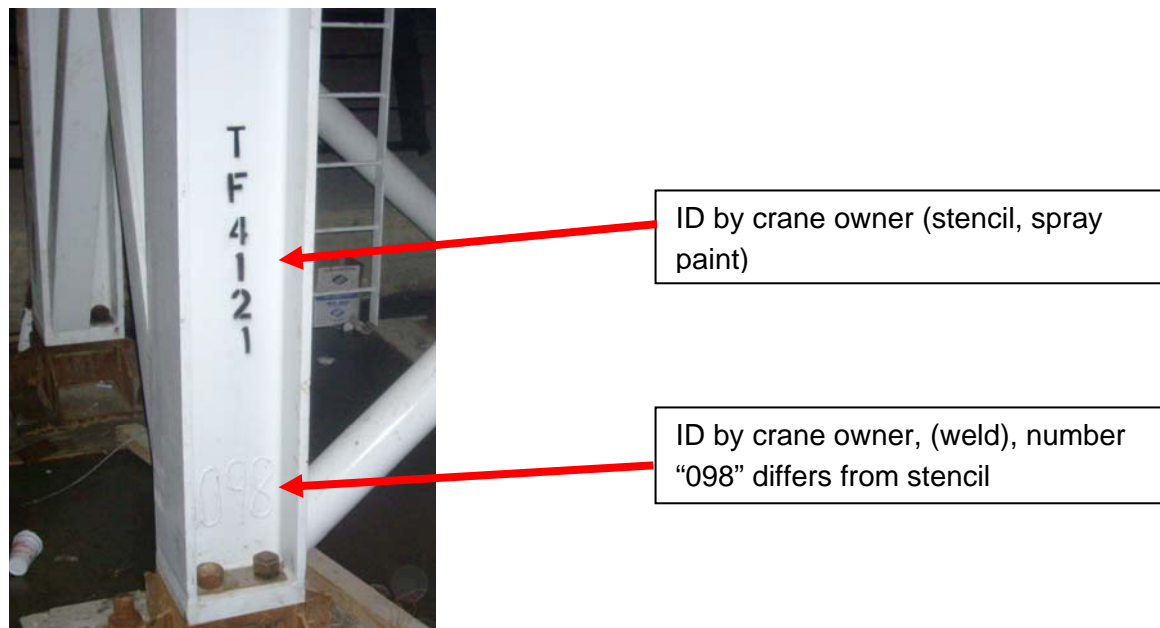 T
F
4
1
2
1
098
ID by crane owner (stencil, spray
paint)
ID by crane owner, (weld), number
“098” differs from stencil